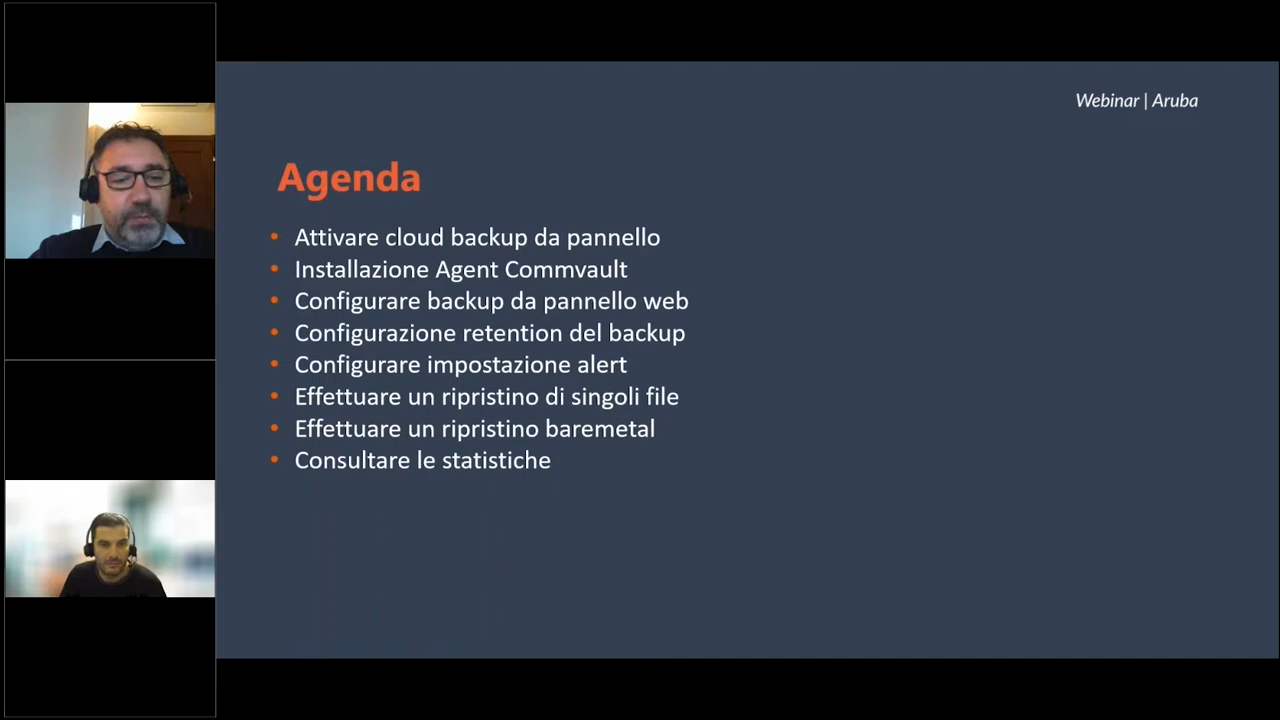 Webinar | Aruba
Agenda
• Attivare cloud backup da pannello
• Installazione Agent Commvault
• Configurare backup da pannello web
• Configurazione retention del backup
• Configurare impostazione alert
• Effettuare un ripristino di singoli file
• Effettuare un ripristino baremetal
• Consultare le statistiche